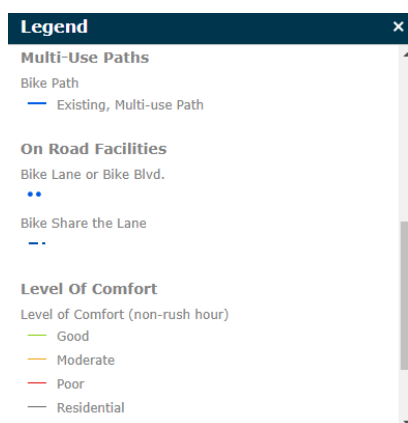 Legend ×
Multi-Use Paths
Bike Path
Existing, Multi-use Path
On Road Facilities
Bike Lane or Bike Blvd.
Bike Share the Lane
Level Of Comfort
Level of Comfort (non-rush hour)
Good
Moderate
Poor
Residential